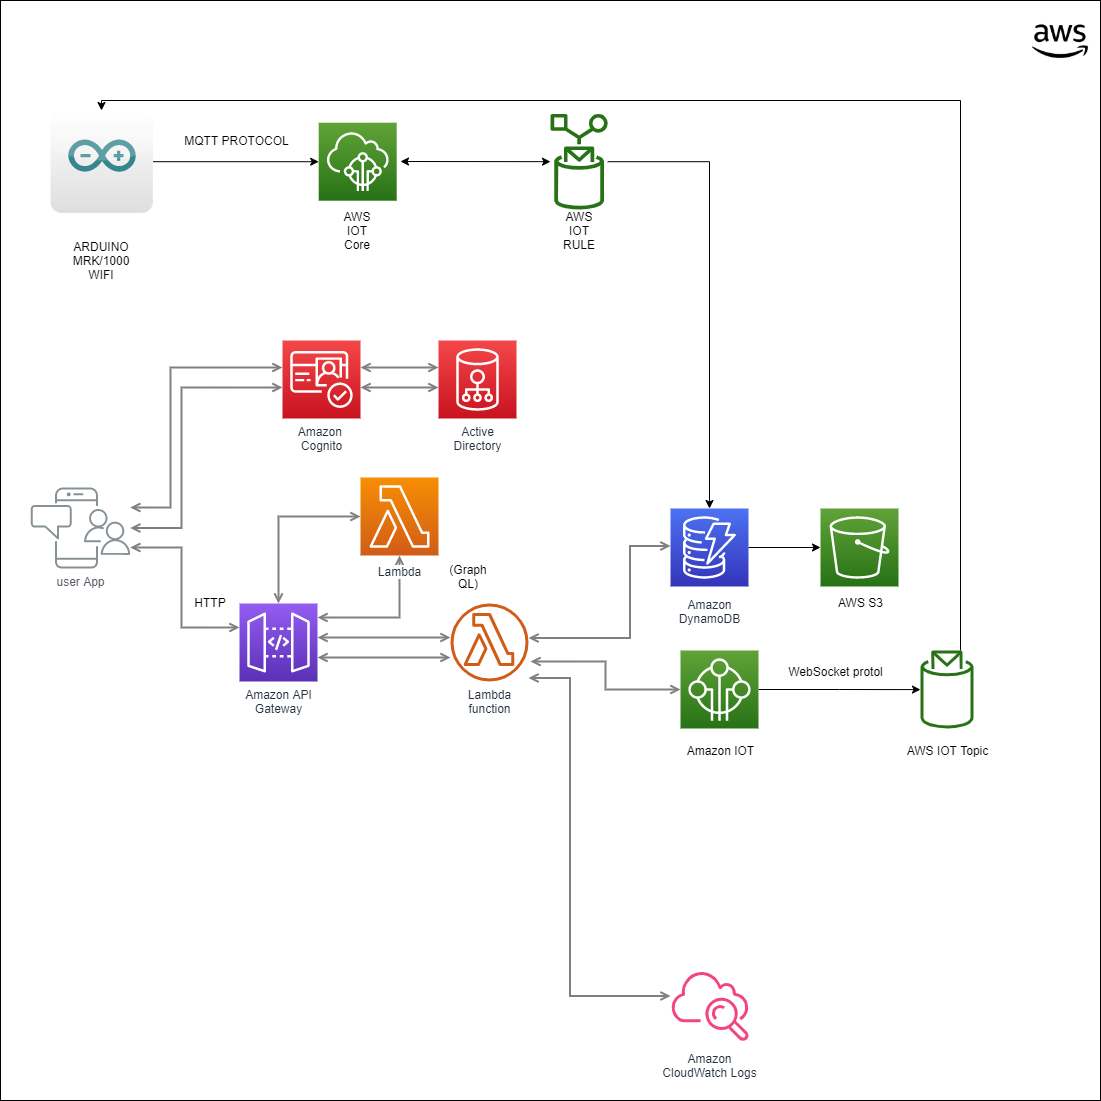 aws
MQTT PROTOCOL
ARDUINO
MRK/1000
WIFI
AWS
IOT
Core
AWS
IOT
RULE
Amazon
Cognito
Active
Directory
user App
Lambda
(Graph
QL)
HTTP
Amazon API
Gateway
Lambda
function
Amazon
DynamoDB
AWS S3
WebSocket protol
Amazon IOT
AWS IOT Topic
Amazon
CloudWatch Logs